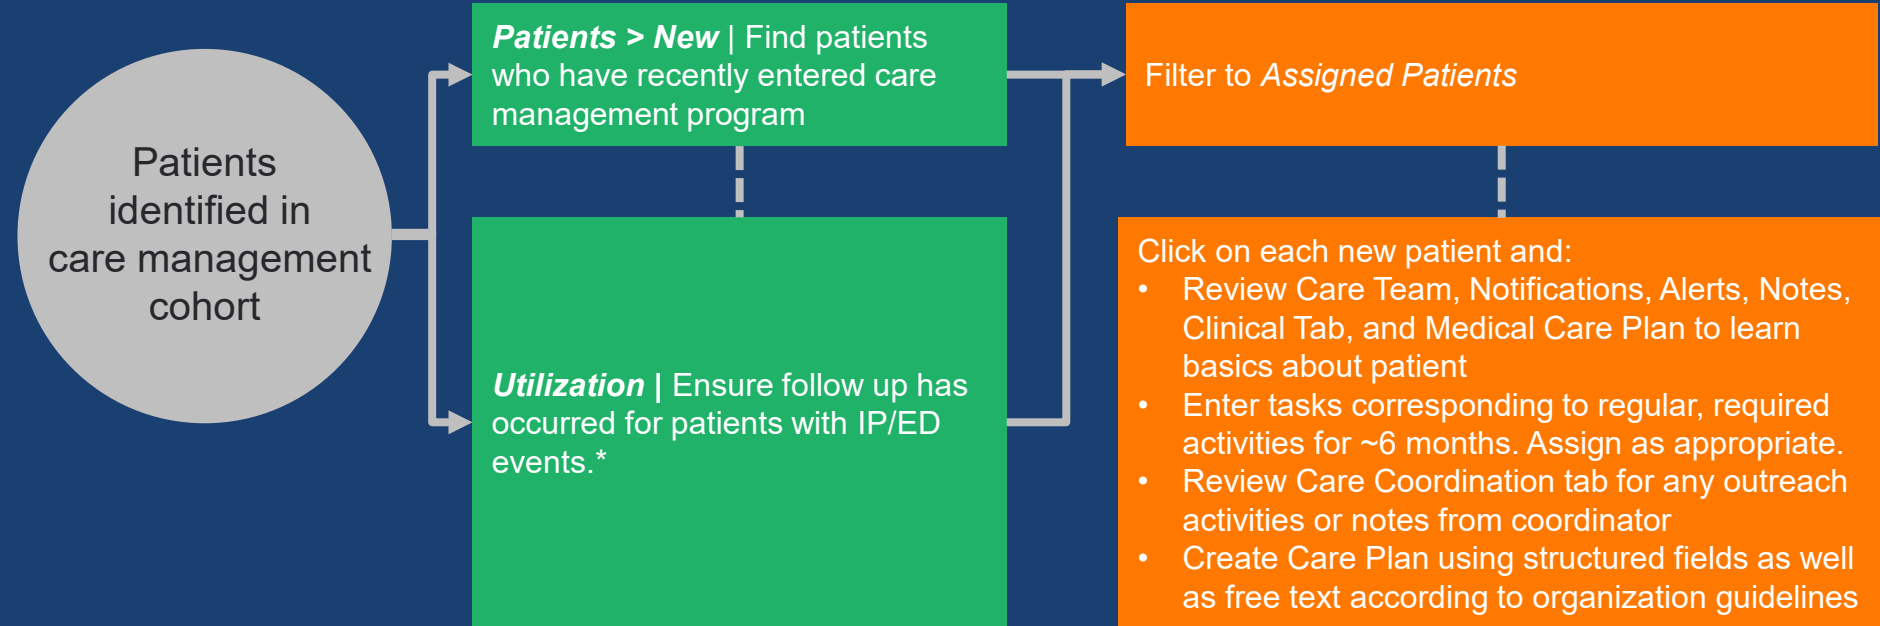 Patients
identified in
care management
cohort
Patients > New | Find patients
who have recently entered care
management program
Utilization | Ensure follow up has
occurred for patients with IP/ED
events.*
Filter to Assigned Patients
Click on each new patient and:
• Review Care Team, Notifications, Alerts, Notes,
Clinical Tab, and Medical Care Plan to learn
basics about patient
• Enter tasks corresponding to regular, required
activities for ~6 months. Assign as appropriate.
• Review Care Coordination tab for any outreach
activities or notes from coordinator
• Create Care Plan using structured fields as well
as free text according to organization guidelines